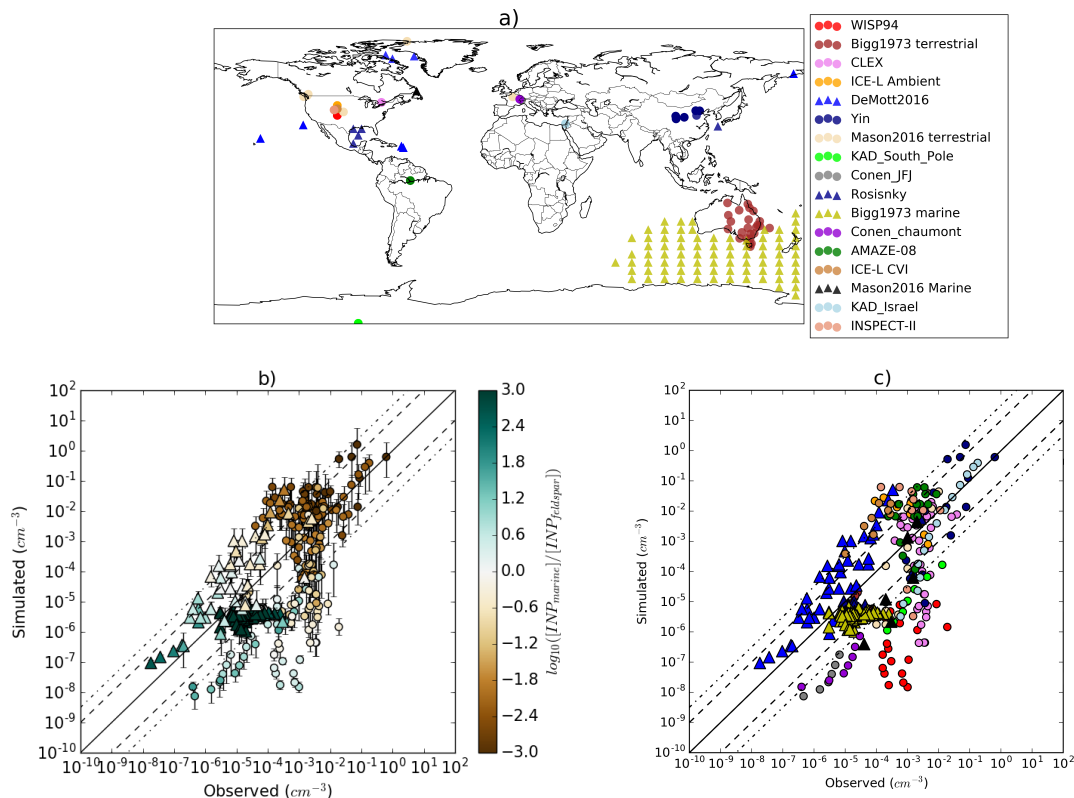 a)
WISP94
Bigg1973 terrestrial
CLEX
ICE-L Ambient
DeMott2016
Yin
Mason2016 terrestrial
KAD_South_Pole
Conen_JFJ
Rosisnky
Bigg1973 marine
Conen_chaumont
AMAZE-08
ICE-L CVI
Mason2016 Marine
KAD_Israel
INSPECT-II
b)
10^2
10^1
10^0
10^-1
10^-2
10^-3
10^-4
10^-5
10^-6
10^-7
10^-8
10^-9
10^-10
Simulated (cm^-3)
10^-10 10^-9 10^-8 10^-7 10^-6 10^-5 10^-4 10^-3 10^-2 10^-1 10^0 10^1 10^2
Observed (cm^-3)
3.0
2.4
1.8
1.2
0.6
0.0
−0.6
−1.2
−1.8
−2.4
−3.0
log10([INP_marine]/[INP_feldspar])
c)
10^2
10^1
10^0
10^-1
10^-2
10^-3
10^-4
10^-5
10^-6
10^-7
10^-8
10^-9
10^-10
Simulated (cm^-3)
10^-10 10^-9 10^-8 10^-7 10^-6 10^-5 10^-4 10^-3 10^-2 10^-1 10^0 10^1 10^2
Observed (cm^-3)